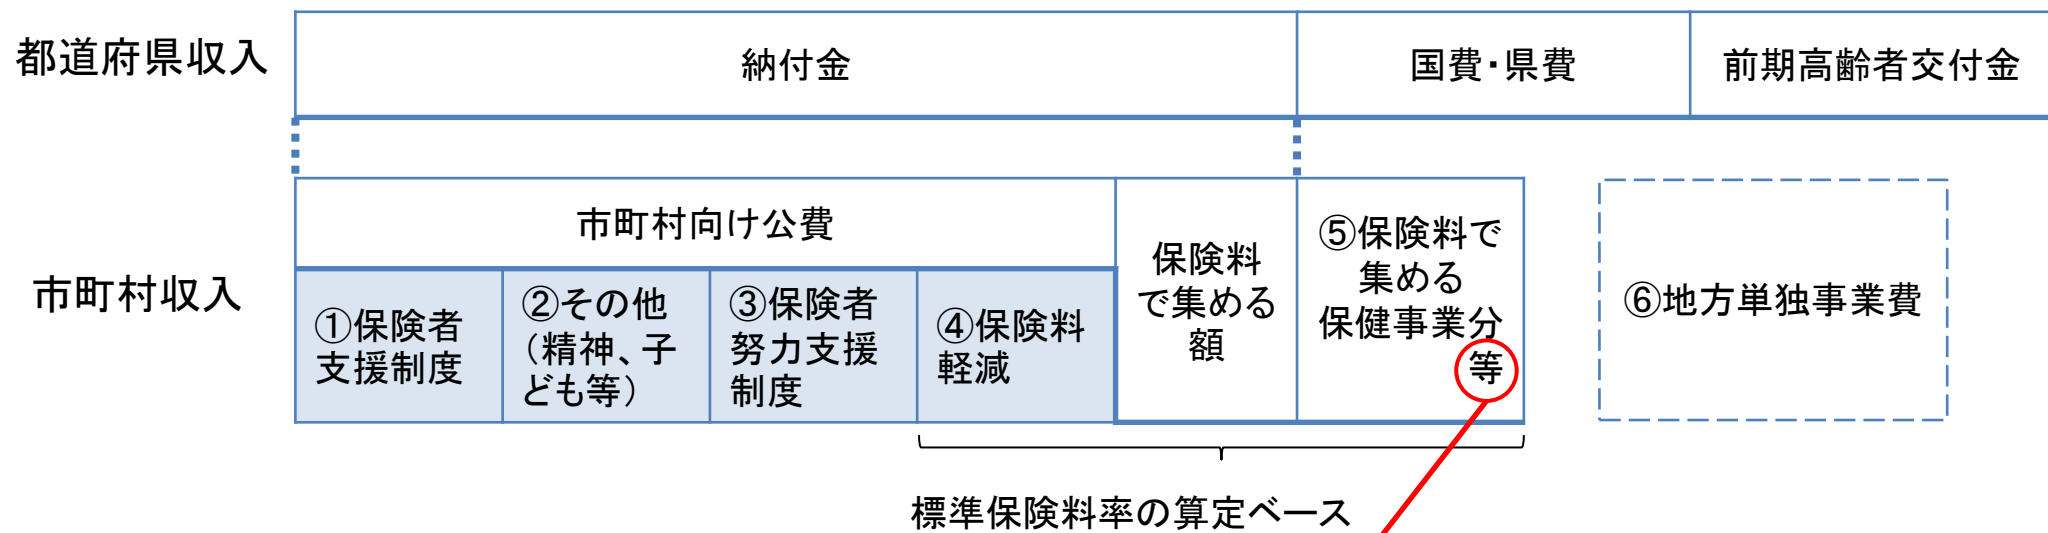 都道府県収入
納付金
国費・県費
前期高齢者交付金
市町村収入
市町村向け公費
①保険者
支援制度
②その他
（精神、子
ども等）
③保険者
努力支援
制度
④保険料
軽減
保険料
で集める
額
⑤保険料で
集める
保健事業分
等
⑥地方単独事業費
標準保険料率の算定ベース